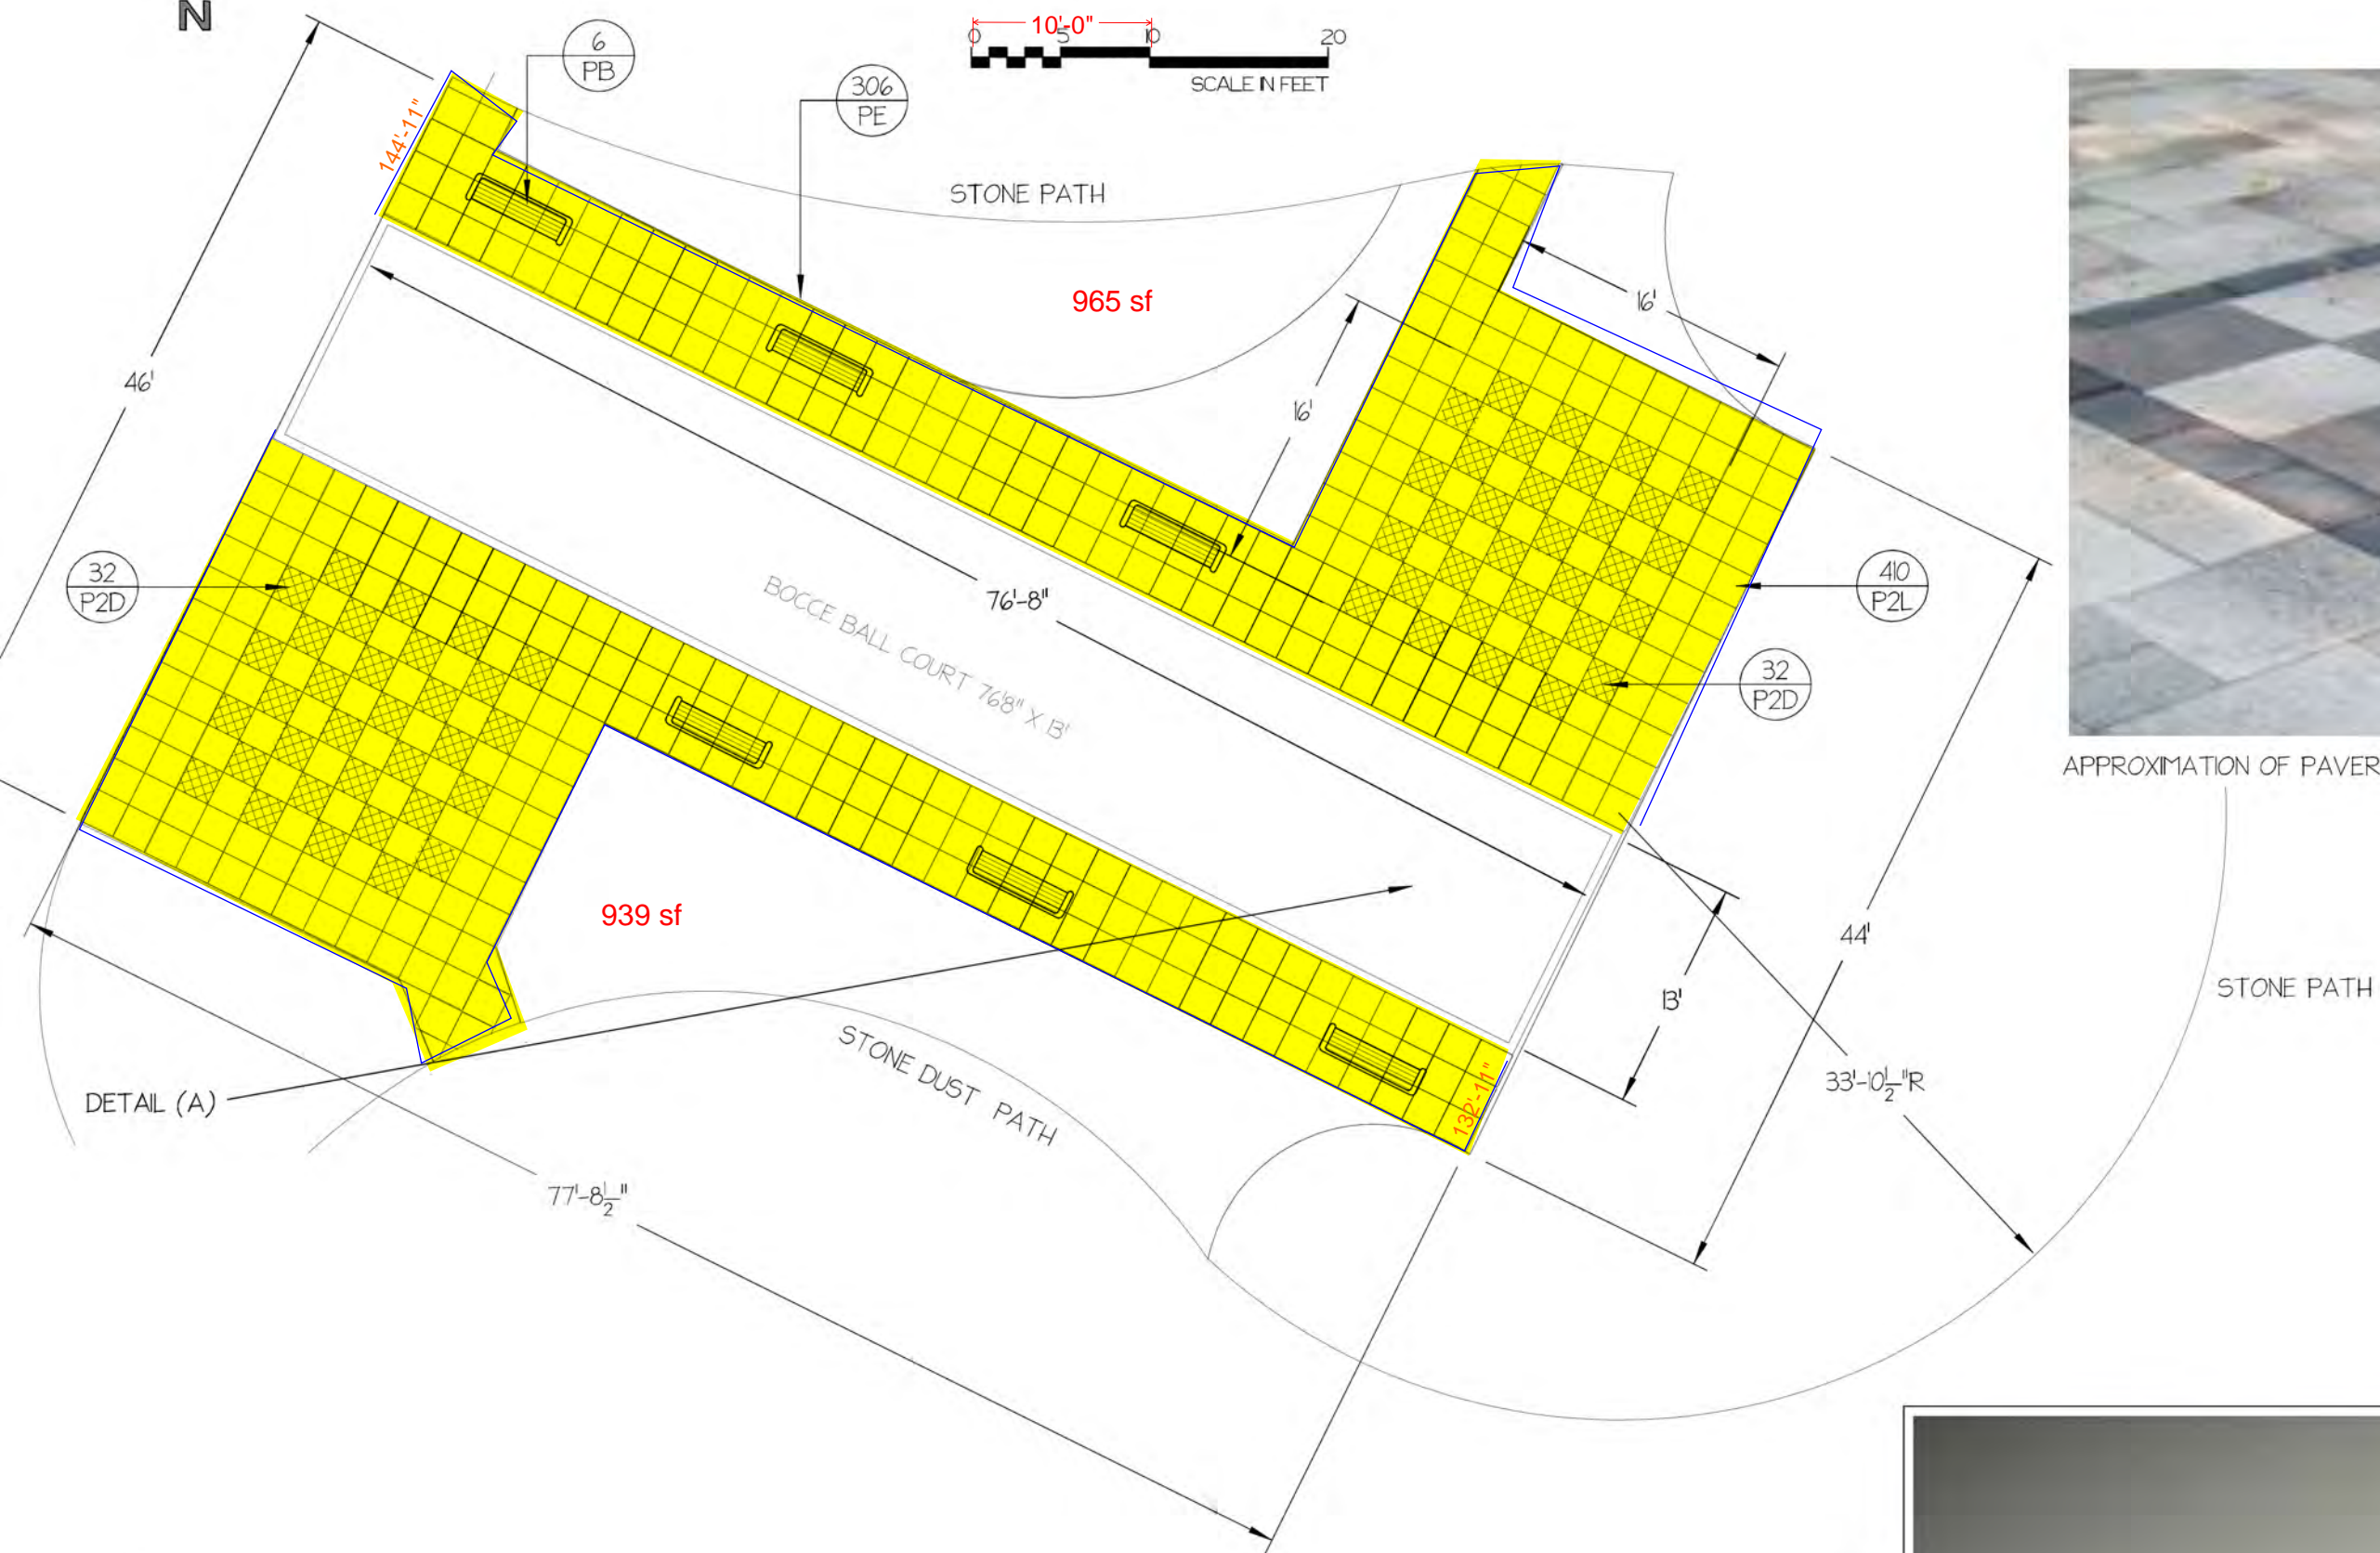 N
6
PB
10'-0"
0 5 10 20
SCALE IN FEET
306
PE
144'-11"
STONE PATH
965 sf
16'
16'
46'
32
P2D
76'-8"
BOCCE BALL COURT 76'8" X 13'
410
P2L
32
P2D
APPROXIMATION OF PAVER
939 sf
44'
13'
STONE PATH
DETAIL (A)
STONE DUST PATH
132'-11"
33'-10½"R
77'-8½"